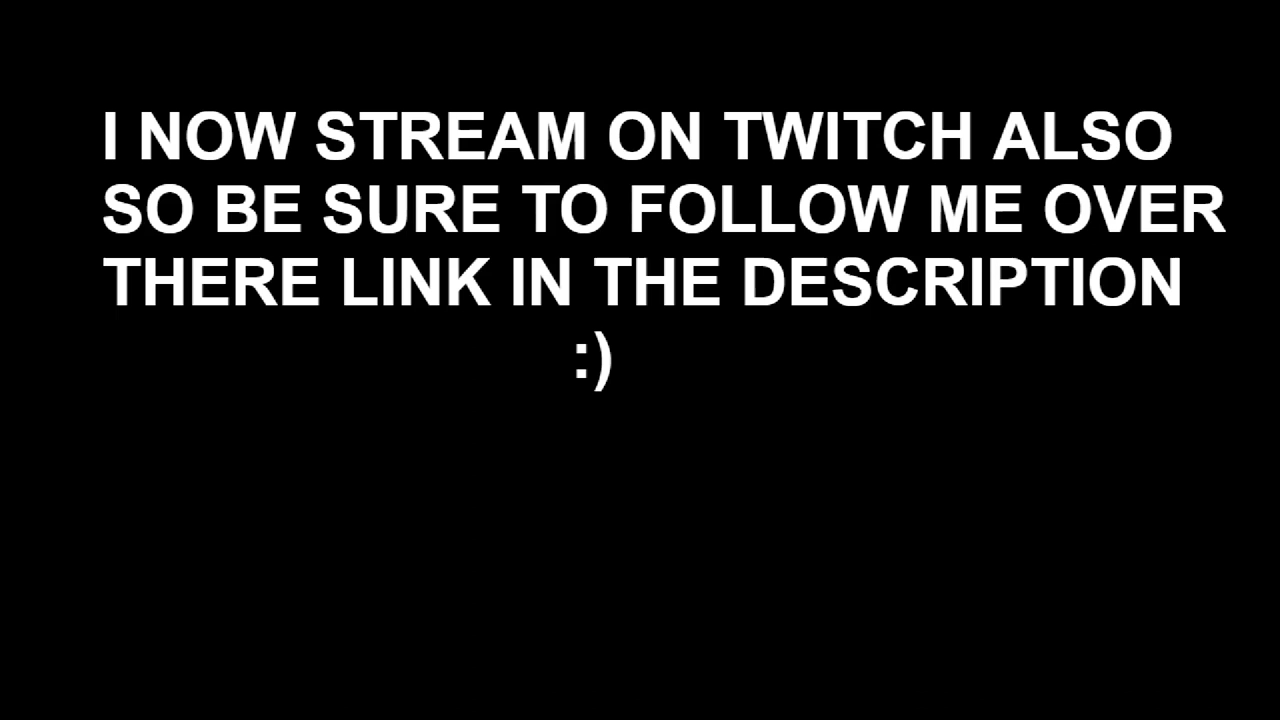 I NOW STREAM ON TWITCH ALSO
SO BE SURE TO FOLLOW ME OVER
THERE LINK IN THE DESCRIPTION
:)